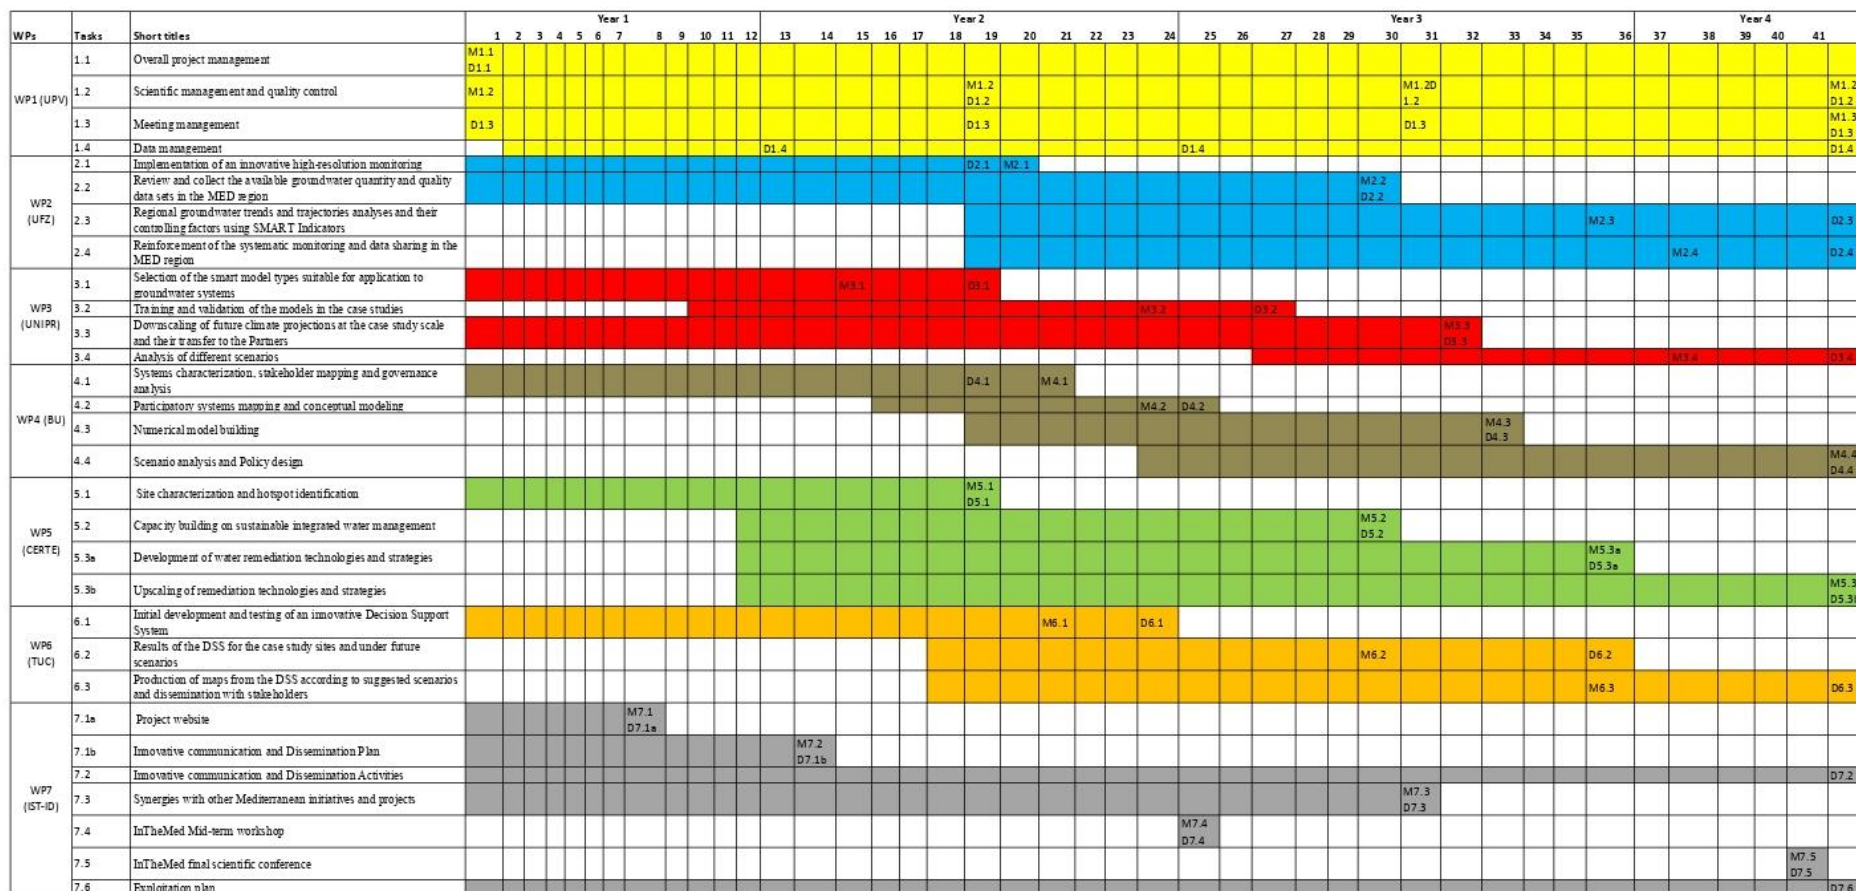 Year 1 Year 2 Year 3 Year 4
WPs Tasks Short titles 1 2 3 4 5 6 7 8 9 10 11 12 13 14 15 16 17 18 19 20 21 22 23 24 25 26 27 28 29 30 31 32 33 34 35 36 37 38 39 40 41
WP1 (UPV)
1.1 Overall project management M1.1
D1.1
1.2 Scientific management and quality control M1.2 M1.2 M1.2D M1.2
D1.2 1.2 D1.2
1.3 Meeting management D1.3 D1.3 D1.3 M1.3
D1.3
1.4 Data management D1.4 D1.4 D1.4
WP2
(UFZ)
2.1 Implementation of an innovative high-resolution monitoring D2.1 M2.1
2.2 Review and collect the available groundwater quantity and quality M2.2
data sets in the MED region D2.2
2.3 Regional groundwater trends and trajectories analyses and their
controlling factors using SMART Indicators M2.3 D2.3
2.4 Reinforcement of the systematic monitoring and data sharing in the
MED region M2.4 D2.4
WP3
(UNIPR)
3.1 Selection of the smart model types suitable for application to
groundwater systems M3.1 D3.1
3.2 Training and validation of the models in the case studies M3.2 D3.2
3.3 Downscaling of future climate projections at the case study scale M3.3
and their transfer to the Partners D3.3
3.4 Analysis of different scenarios M3.4 D3.4
WP4 (BU)
4.1 Systems characterization, stakeholder mapping and governance
analysis D4.1 M4.1
4.2 Participatory systems mapping and conceptual modeling M4.2 D4.2
4.3 Numerical model building M4.3
D4.3
4.4 Scenario analysis and Policy design M4.4
D4.4
WP5
(CERTE)
5.1 Site characterization and hotspot identification M5.1
D5.1
5.2 Capacity building on sustainable integrated water management M5.2
D5.2
5.3a Development of water remediation technologies and strategies M5.3a
D5.3a
5.3b Upscaling of remediation technologies and strategies M5.3
D5.3
WP6
(TUC)
6.1 Initial development and testing of an innovative Decision Support
System M6.1 D6.1
6.2 Results of the DSS for the case study sites and under future
scenarios M6.2 D6.2
6.3 Production of maps from the DSS according to suggested scenarios
and dissemination with stakeholders M6.3 D6.3
WP7
(IST-ID)
7.1a Project website M7.1
D7.1a
7.1b Innovative communication and Dissemination Plan M7.2
D7.1b
7.2 Innovative communication and Dissemination Activities D7.2
7.3 Synergies with other Mediterranean initiatives and projects M7.3
D7.3
7.4 InTheMed Mid-term workshop M7.4
D7.4
7.5 InTheMed final scientific conference M7.5
D7.5
7.6 Exploitation plan D7.6